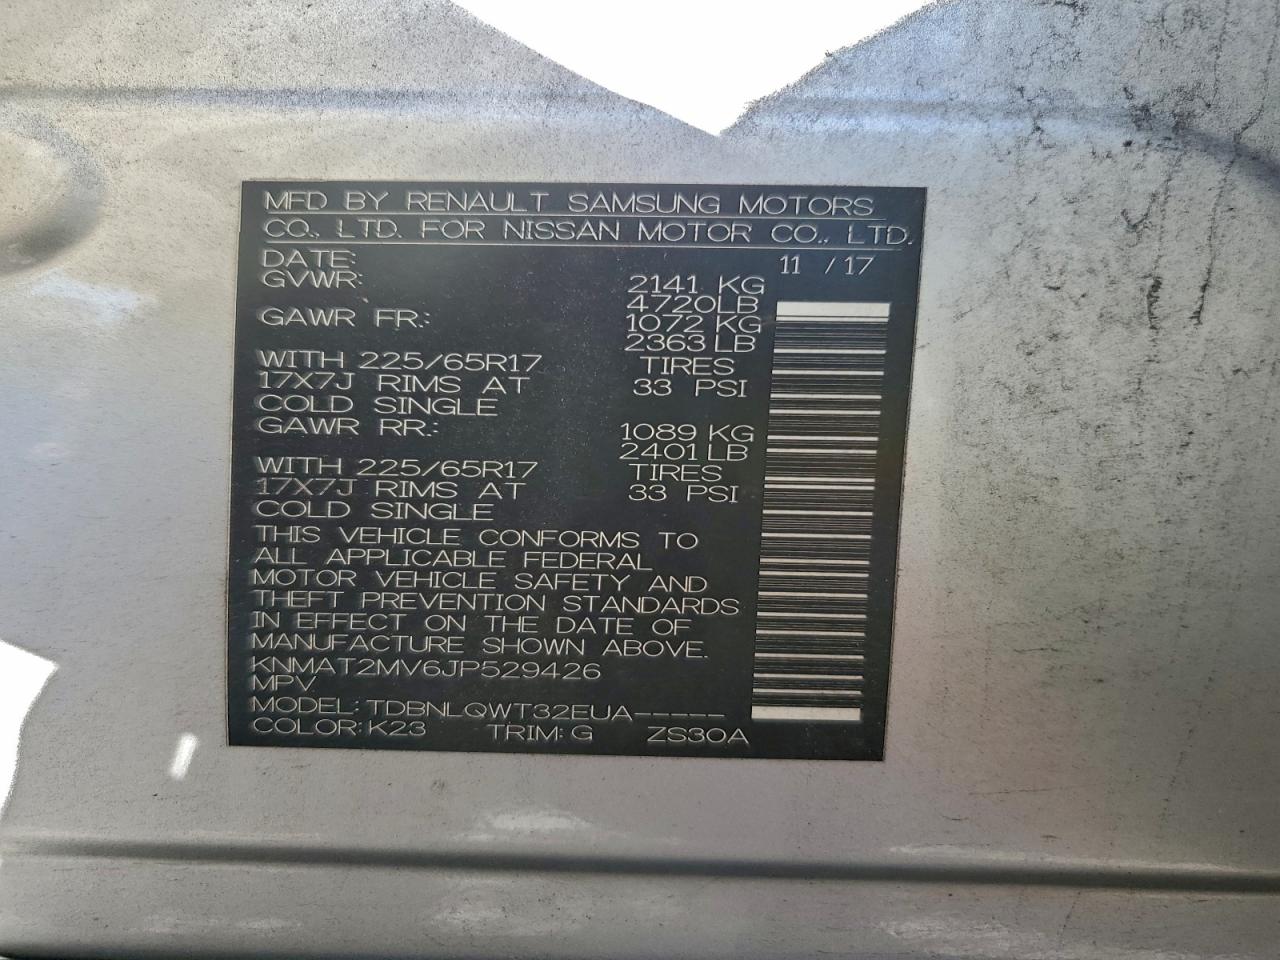 MFD BY RENAULT SAMSUNG MOTORS
CO., LTD. FOR NISSAN MOTOR CO., LTD.
DATE: 11 / 17
GVWR: 2141 KG
4720LB
GAWR FR.: 1072 KG
2363 LB
WITH 225/65R17 TIRES
17X7J RIMS AT 33 PSI
COLD SINGLE
GAWR RR.: 1089 KG
2401 LB
WITH 225/65R17 TIRES
17X7J RIMS AT 33 PSI
COLD SINGLE
THIS VEHICLE CONFORMS TO
ALL APPLICABLE FEDERAL
MOTOR VEHICLE SAFETY AND
THEFT PREVENTION STANDARDS
IN EFFECT ON THE DATE OF
MANUFACTURE SHOWN ABOVE.
KNMAT2MV6JP529426
MPV
MODEL: TDBNLQWT32EUA-----
COLOR: K23 TRIM: G ZS30A